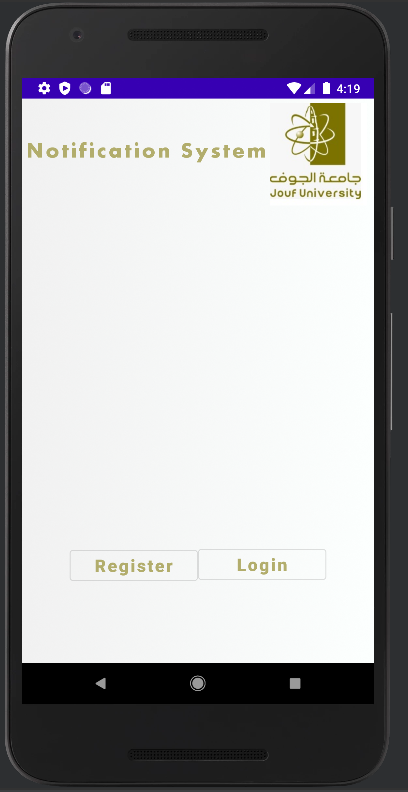 4:19
Notification System
جامعة الجوف
Jouf University
Register
Login